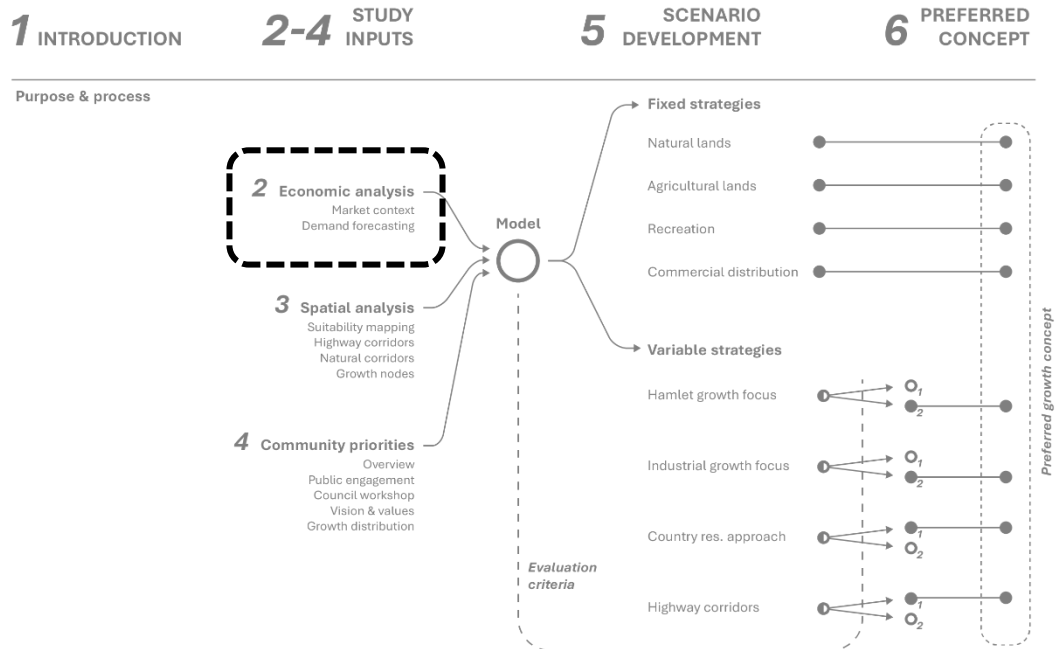 1 INTRODUCTION
2-4 STUDY
INPUTS
5 SCENARIO
DEVELOPMENT
6 PREFERRED
CONCEPT
Purpose & process
2 Economic analysis
Market context
Demand forecasting
3 Spatial analysis
Suitability mapping
Highway corridors
Natural corridors
Growth nodes
4 Community priorities
Overview
Public engagement
Council workshop
Vision & values
Growth distribution
Model
Evaluation
criteria
Fixed strategies
Natural lands
Agricultural lands
Recreation
Commercial distribution
Variable strategies
Hamlet growth focus
1
2
Industrial growth focus
1
2
Country res. approach
1
2
Highway corridors
1
2
Preferred growth concept